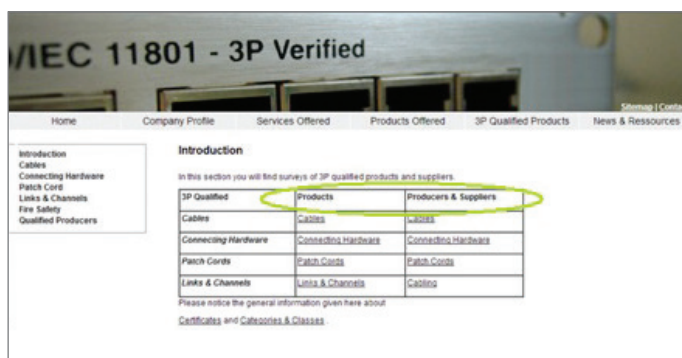 /IEC 11801 - 3P Verified
Sitemap | Conta
Home Company Profile Services Offered Products Offered 3P Qualified Products News & Ressources
Introduction
Cables
Connecting Hardware
Patch Cord
Links & Channels
Fire Safety
Qualified Producers
Introduction
In this section you will find surveys of 3P qualified products and suppliers.
3P Qualified Products Producers & Suppliers
Cables Cables Cables
Connecting Hardware Connecting Hardware Connecting Hardware
Patch Cords Patch Cords Patch Cords
Links & Channels Links & Channels Cabling
Please notice the general information given here about
Certificates and Categories & Classes .